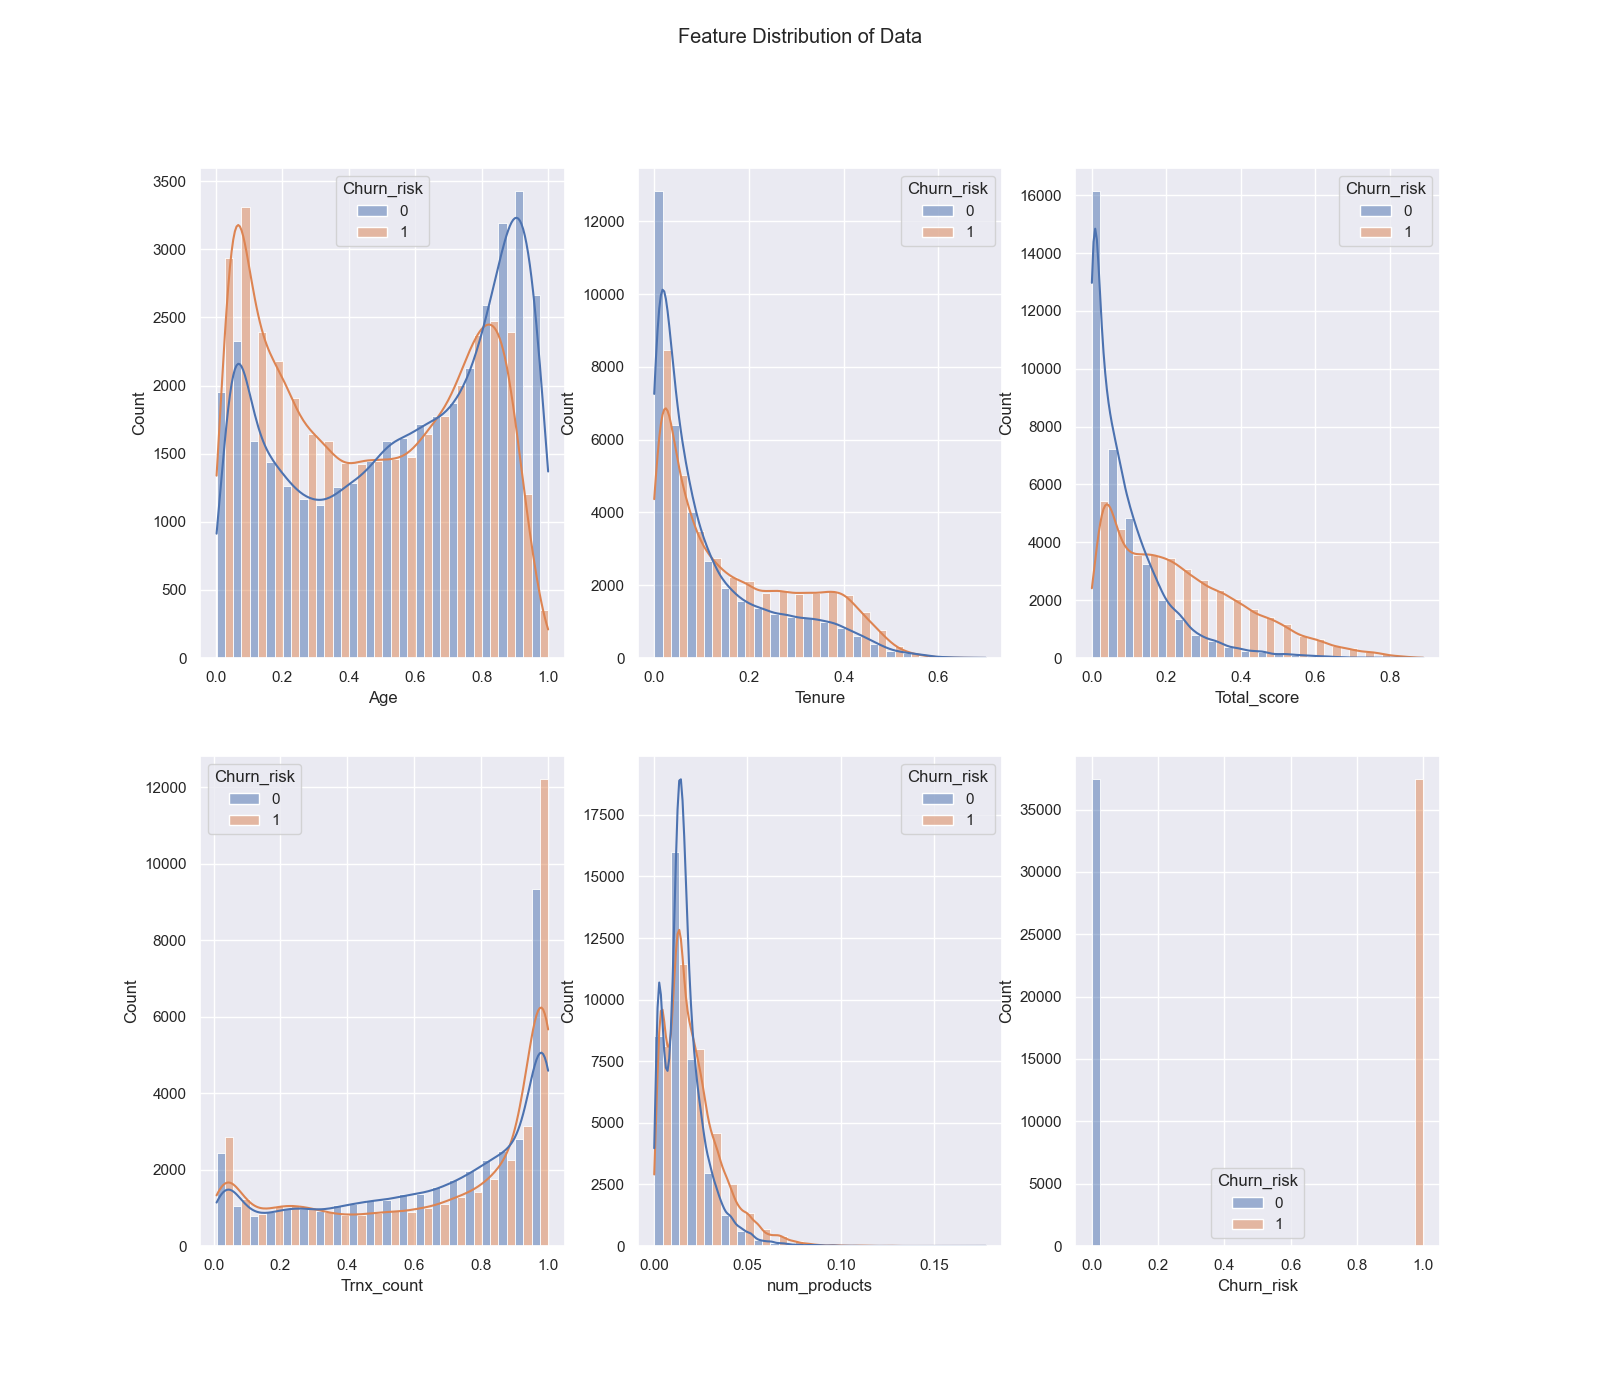 Feature Distribution of Data
3500
3000
2500
2000
1500
1000
500
0
Count
0.0 0.2 0.4 0.6 0.8 1.0
Age
Churn_risk
0
1
12000
10000
8000
6000
4000
2000
0
Count
0.0 0.2 0.4 0.6
Tenure
Churn_risk
0
1
16000
14000
12000
10000
8000
6000
4000
2000
0
Count
0.0 0.2 0.4 0.6 0.8
Total_score
Churn_risk
0
1
12000
10000
8000
6000
4000
2000
0
Count
0.0 0.2 0.4 0.6 0.8 1.0
Trnx_count
Churn_risk
0
1
17500
15000
12500
10000
7500
5000
2500
0
Count
0.00 0.05 0.10 0.15
num_products
Churn_risk
0
1
35000
30000
25000
20000
15000
10000
5000
0
Count
0.0 0.2 0.4 0.6 0.8 1.0
Churn_risk
Churn_risk
0
1